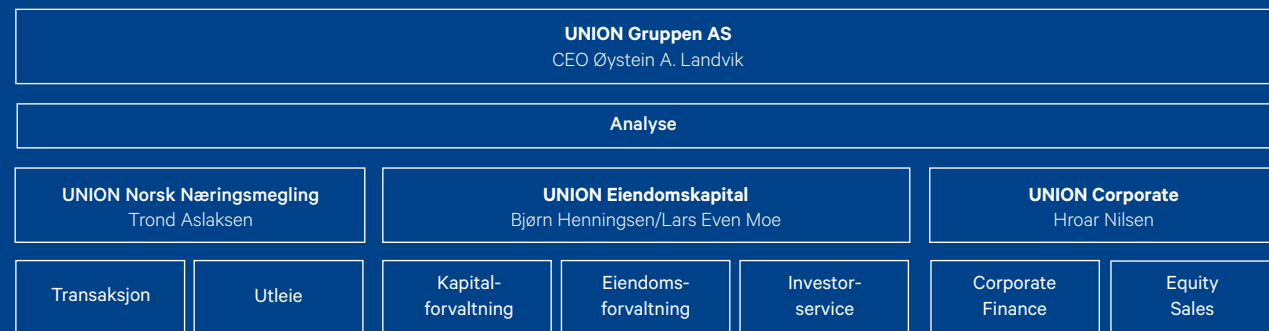 UNION Gruppen AS
CEO Øystein A. Landvik
Analyse
UNION Norsk Næringsmegling
Trond Aslaksen
UNION Eiendomskapital
Bjørn Henningsen/Lars Even Moe
UNION Corporate
Hroar Nilsen
Transaksjon
Utleie
Kapital-
forvaltning
Eiendoms-
forvaltning
Investor-
service
Corporate
Finance
Equity
Sales